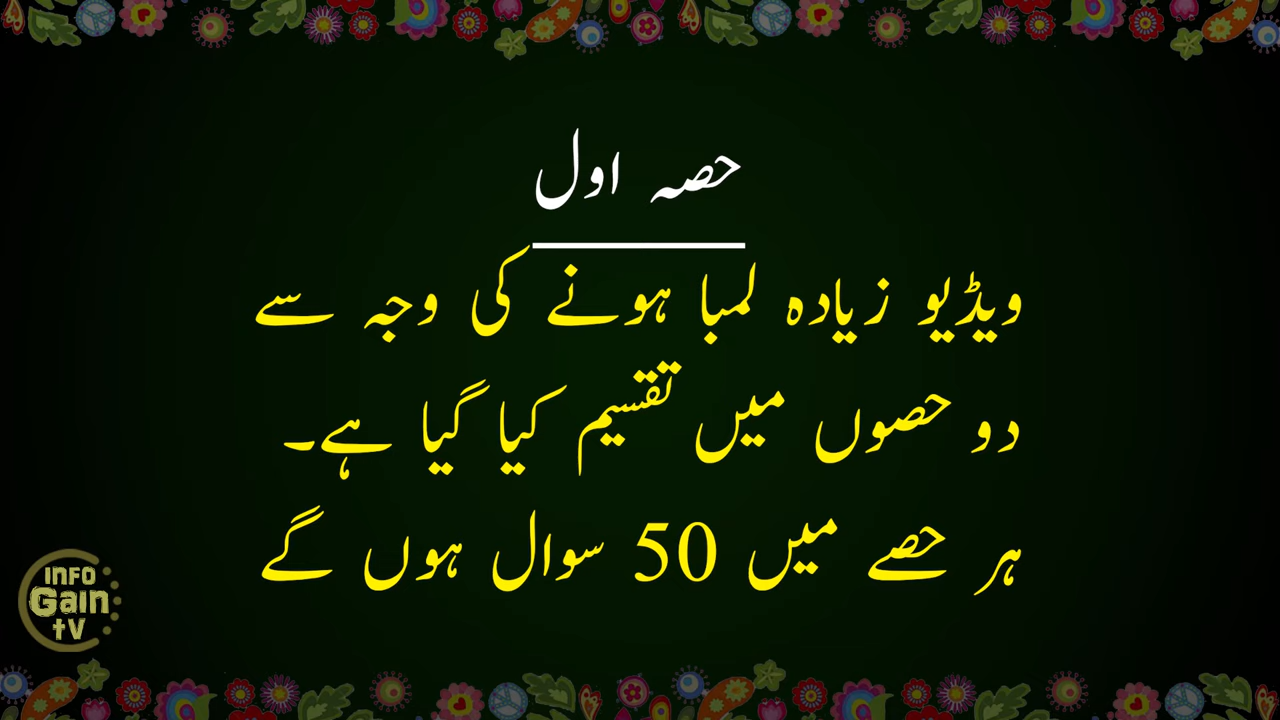 حصہ اول
ویڈیو زیادہ لمبا ہونے کی وجہ سے
دو حصوں میں تقسیم کیا گیا ہے۔
ہر حصے میں 50 سوال ہوں گے
INFO
Gain
tV